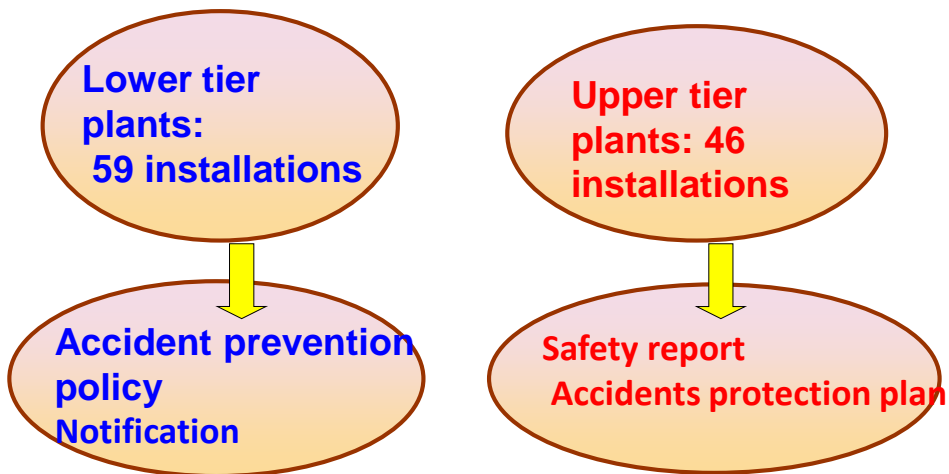 Lower tier
plants:
59 installations
Upper tier
plants: 46
installations
Accident prevention
policy
Notification
Safety report
Accidents protection plan